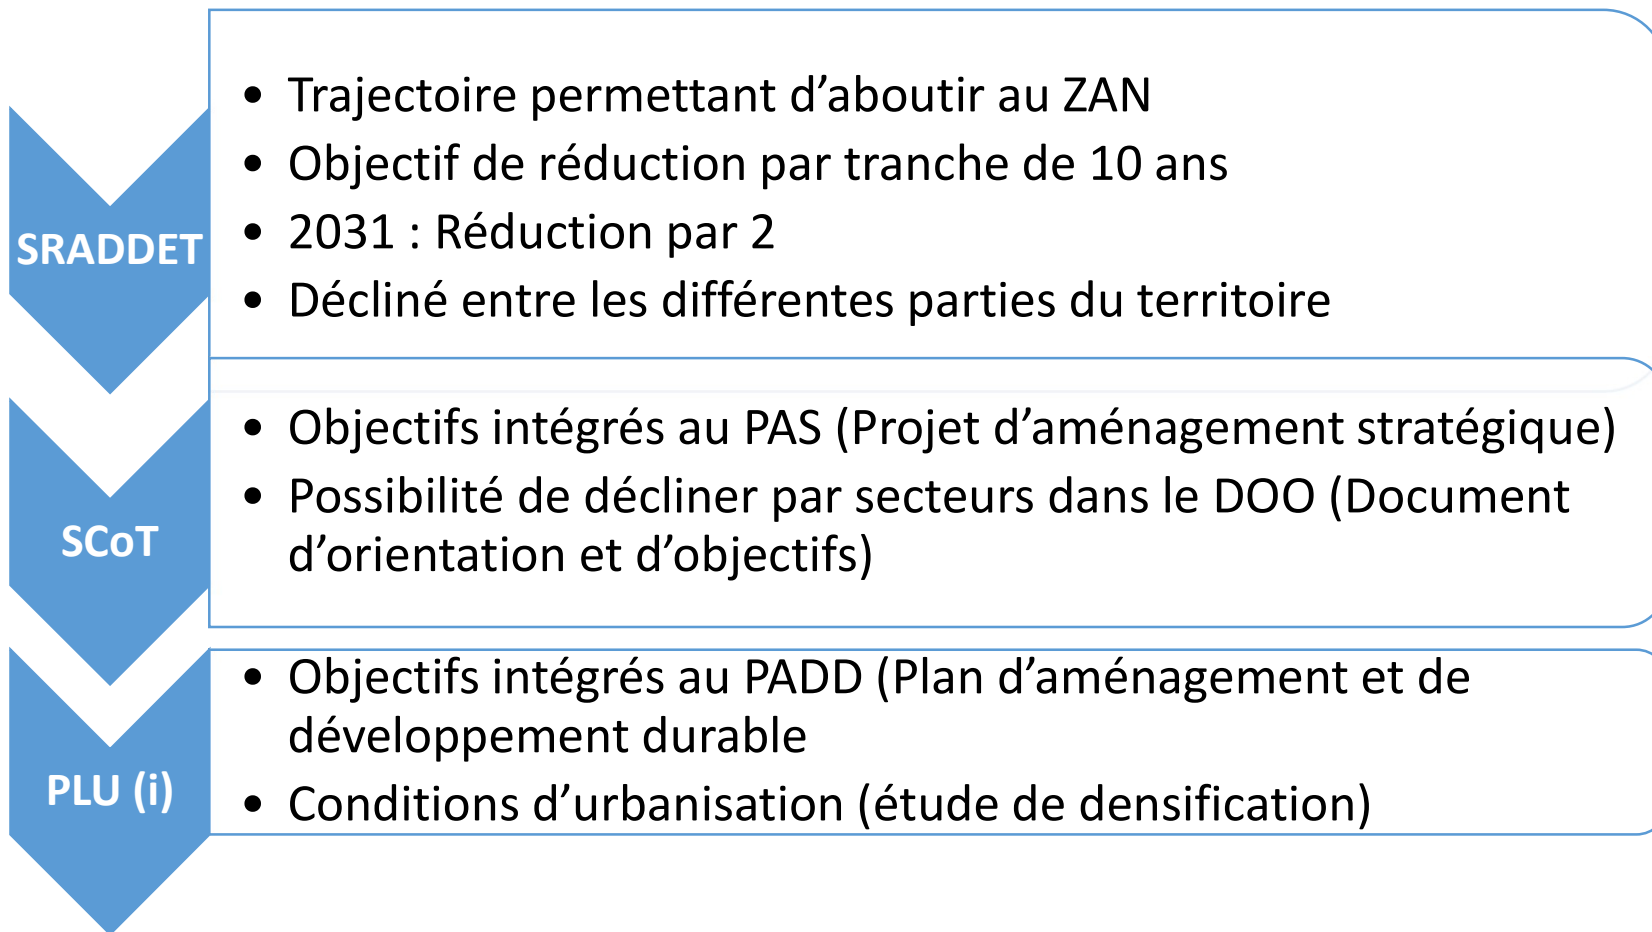 SRADDET
• Trajectoire permettant d’aboutir au ZAN
• Objectif de réduction par tranche de 10 ans
• 2031 : Réduction par 2
• Décliné entre les différentes parties du territoire
SCoT
• Objectifs intégrés au PAS (Projet d’aménagement stratégique)
• Possibilité de décliner par secteurs dans le DOO (Document
d’orientation et d’objectifs)
PLU (i)
• Objectifs intégrés au PADD (Plan d’aménagement et de
développement durable
• Conditions d’urbanisation (étude de densification)